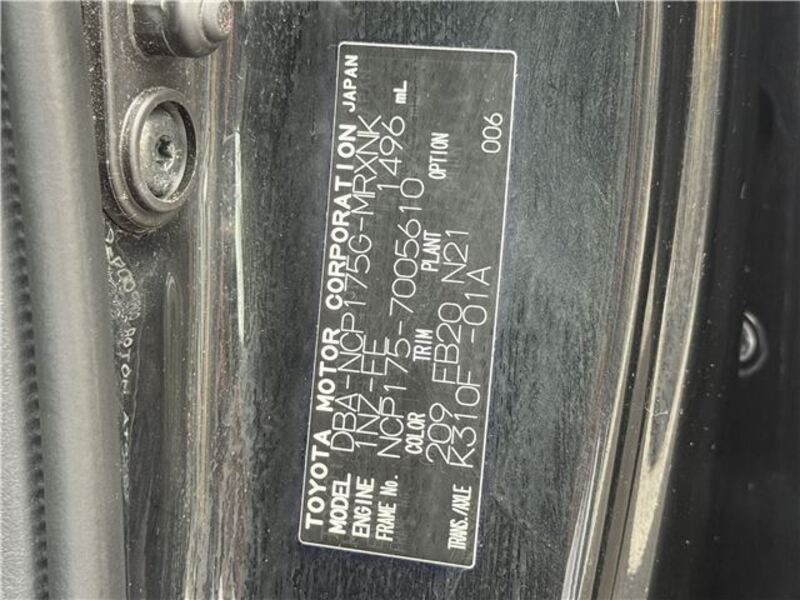 TOYOTA MOTOR CORPORATION JAPAN
MODEL DBA-NCP175G-MRXNK
ENGINE 1NZ-FE 1496 mL
FRAME No. NCP175-7005610
COLOR TRIM PLANT OPTION
209 FB20 N21
TRANS./AXLE K310F -01A 006